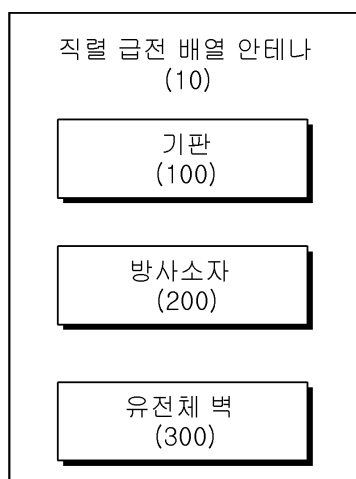 직렬 급전 배열 안테나
(10)
기판
(100)
방사소자
(200)
유전체 벽
(300)